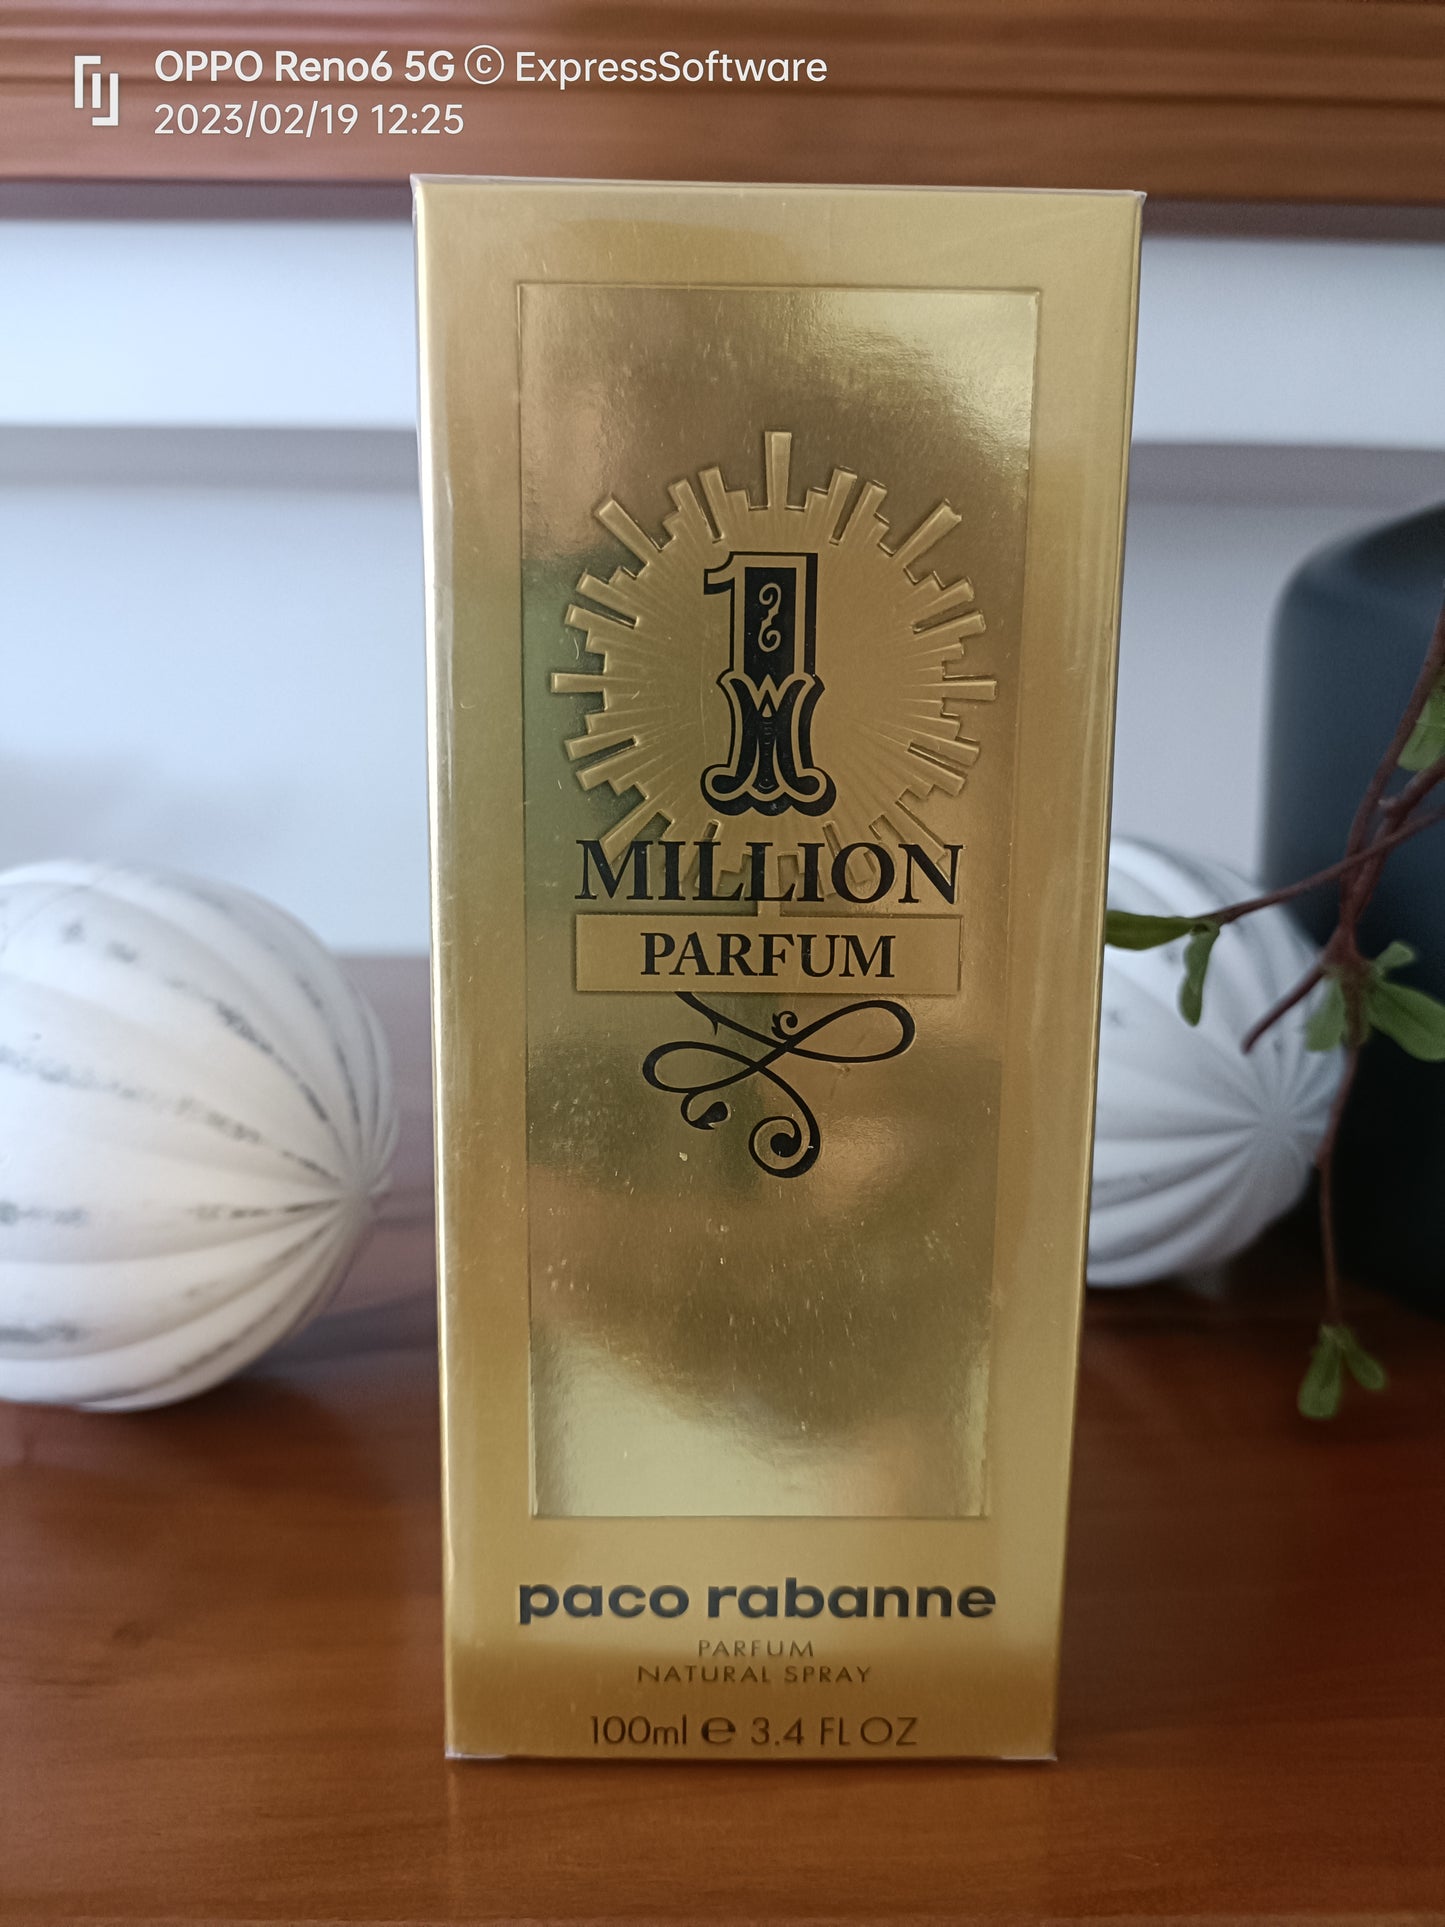 OPPO Reno6 5G © ExpressSoftware
2023/02/19 12:25
1
MILLION
PARFUM
paco rabanne
PARFUM
NATURAL SPRAY
100ml ℮ 3.4 FL OZ